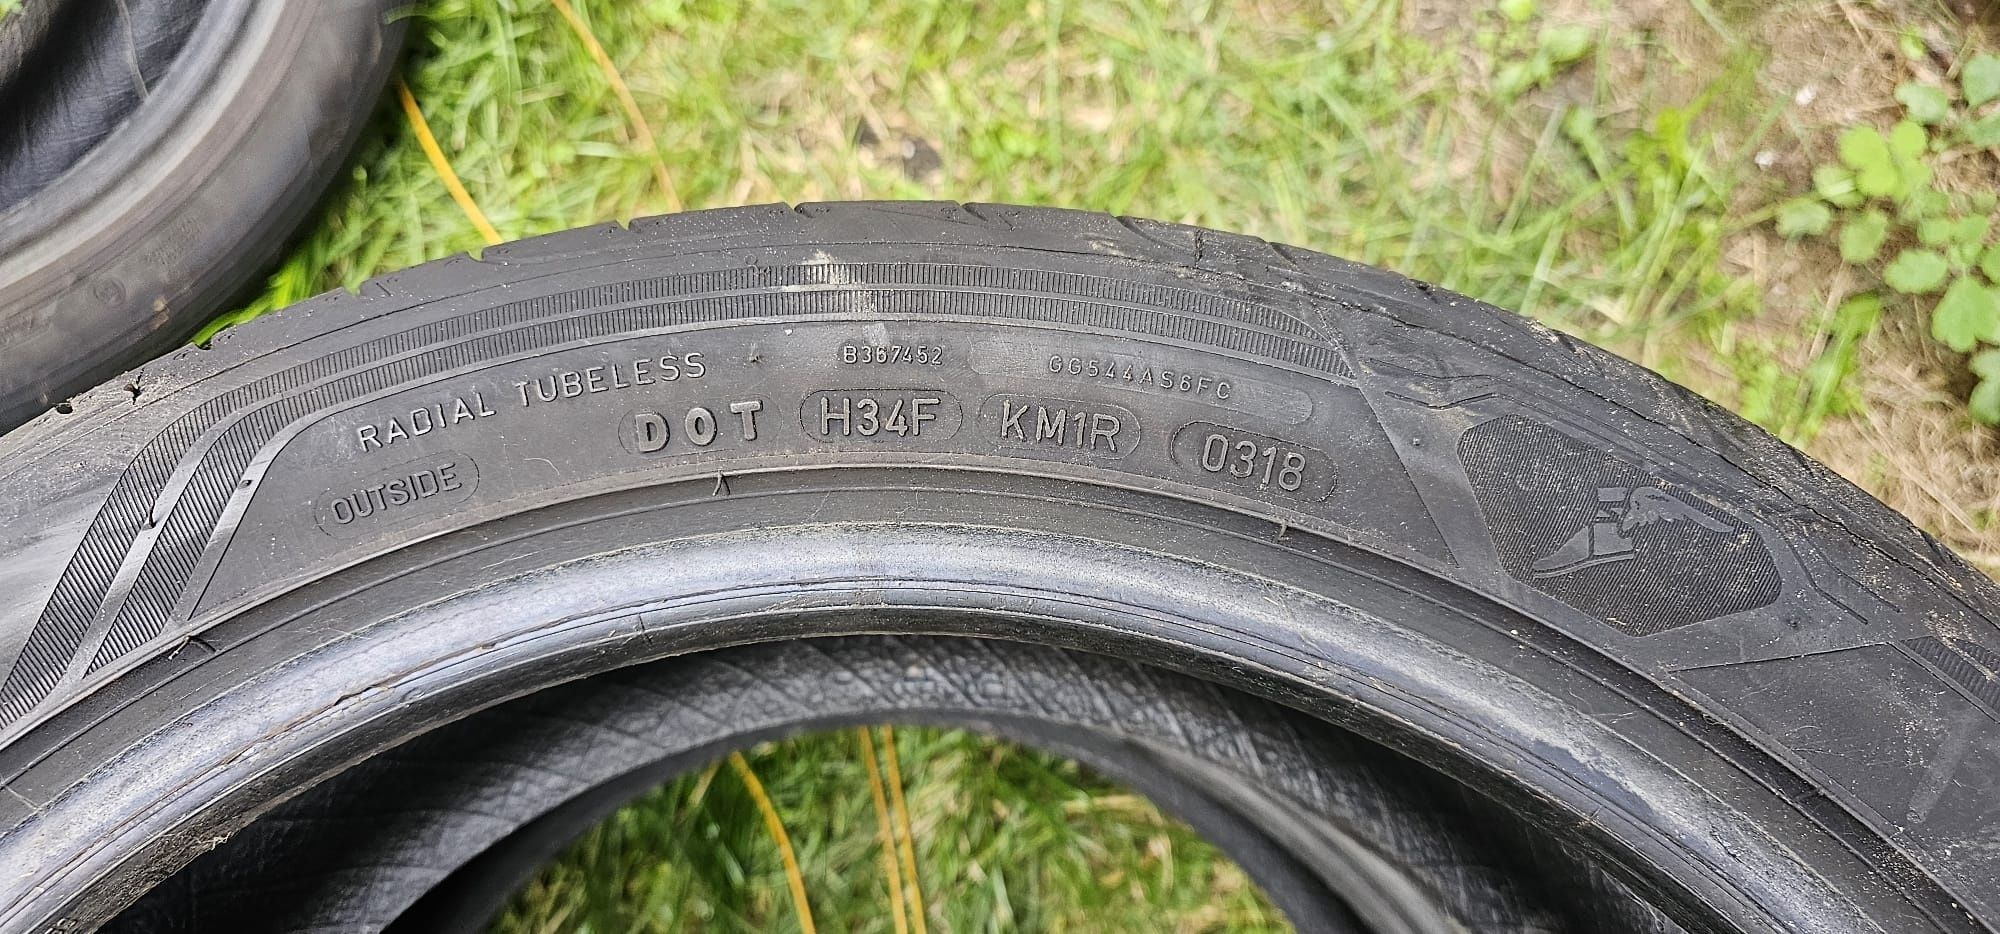 RADIAL TUBELESS
B367452
GG544AS6FC
OUTSIDE
DOT H34F KM1R 0318